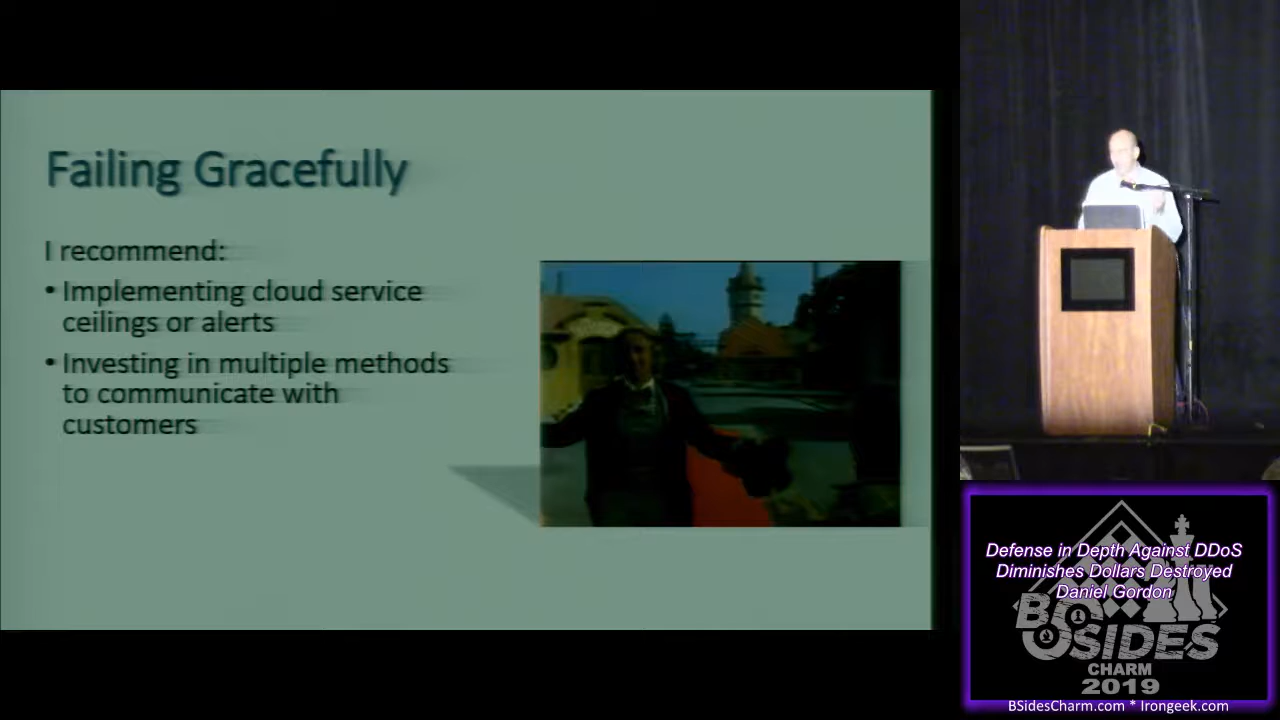 Failing Gracefully
I recommend:
• Implementing cloud service
ceilings or alerts
• Investing in multiple methods
to communicate with
customers
Defense in Depth Against DDoS
Diminishes Dollars Destroyed
Daniel Gordon
BSIDES
CHARM
2019
BSidesCharm.com * Irongeek.com